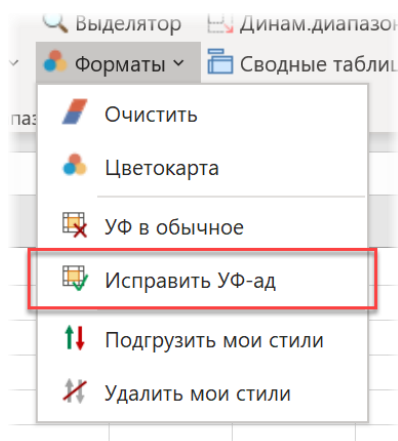 Выделятор Динам.диапазон
Форматы Сводные таблиц
паз
Очистить
Цветокарта
УФ в обычное
Исправить УФ-ад
Подгрузить мои стили
Удалить мои стили